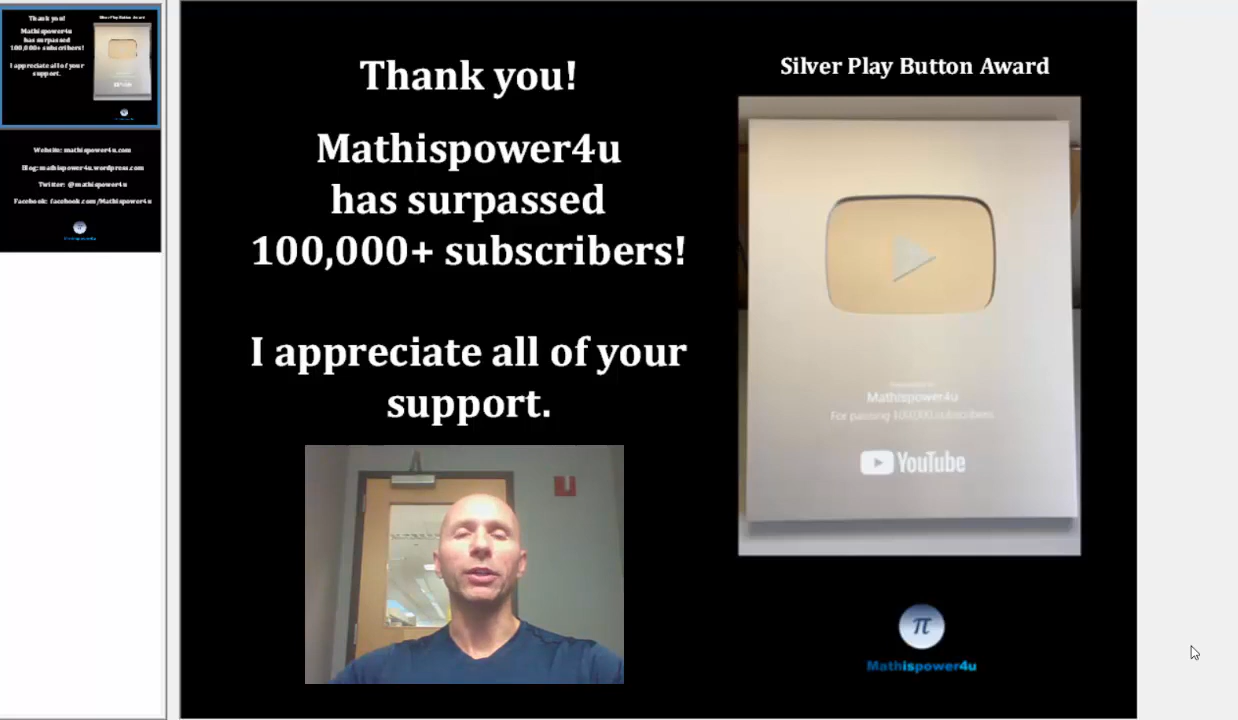 Thank you!
Mathispower4u
has surpassed
100,000+ subscribers!
I appreciate all of your
support.
Silver Play Button Award
Website: mathispower4u.com
Blog: mathispower4u.wordpress.com
Twitter: @mathispower4u
Facebook: facebook.com/Mathispower4u
Mathispower4u
Thank you!
Mathispower4u
has surpassed
100,000+ subscribers!
I appreciate all of your
support.
Silver Play Button Award
Mathispower4u
For passing 100,000 subscribers
YouTube
π
Mathispower4u